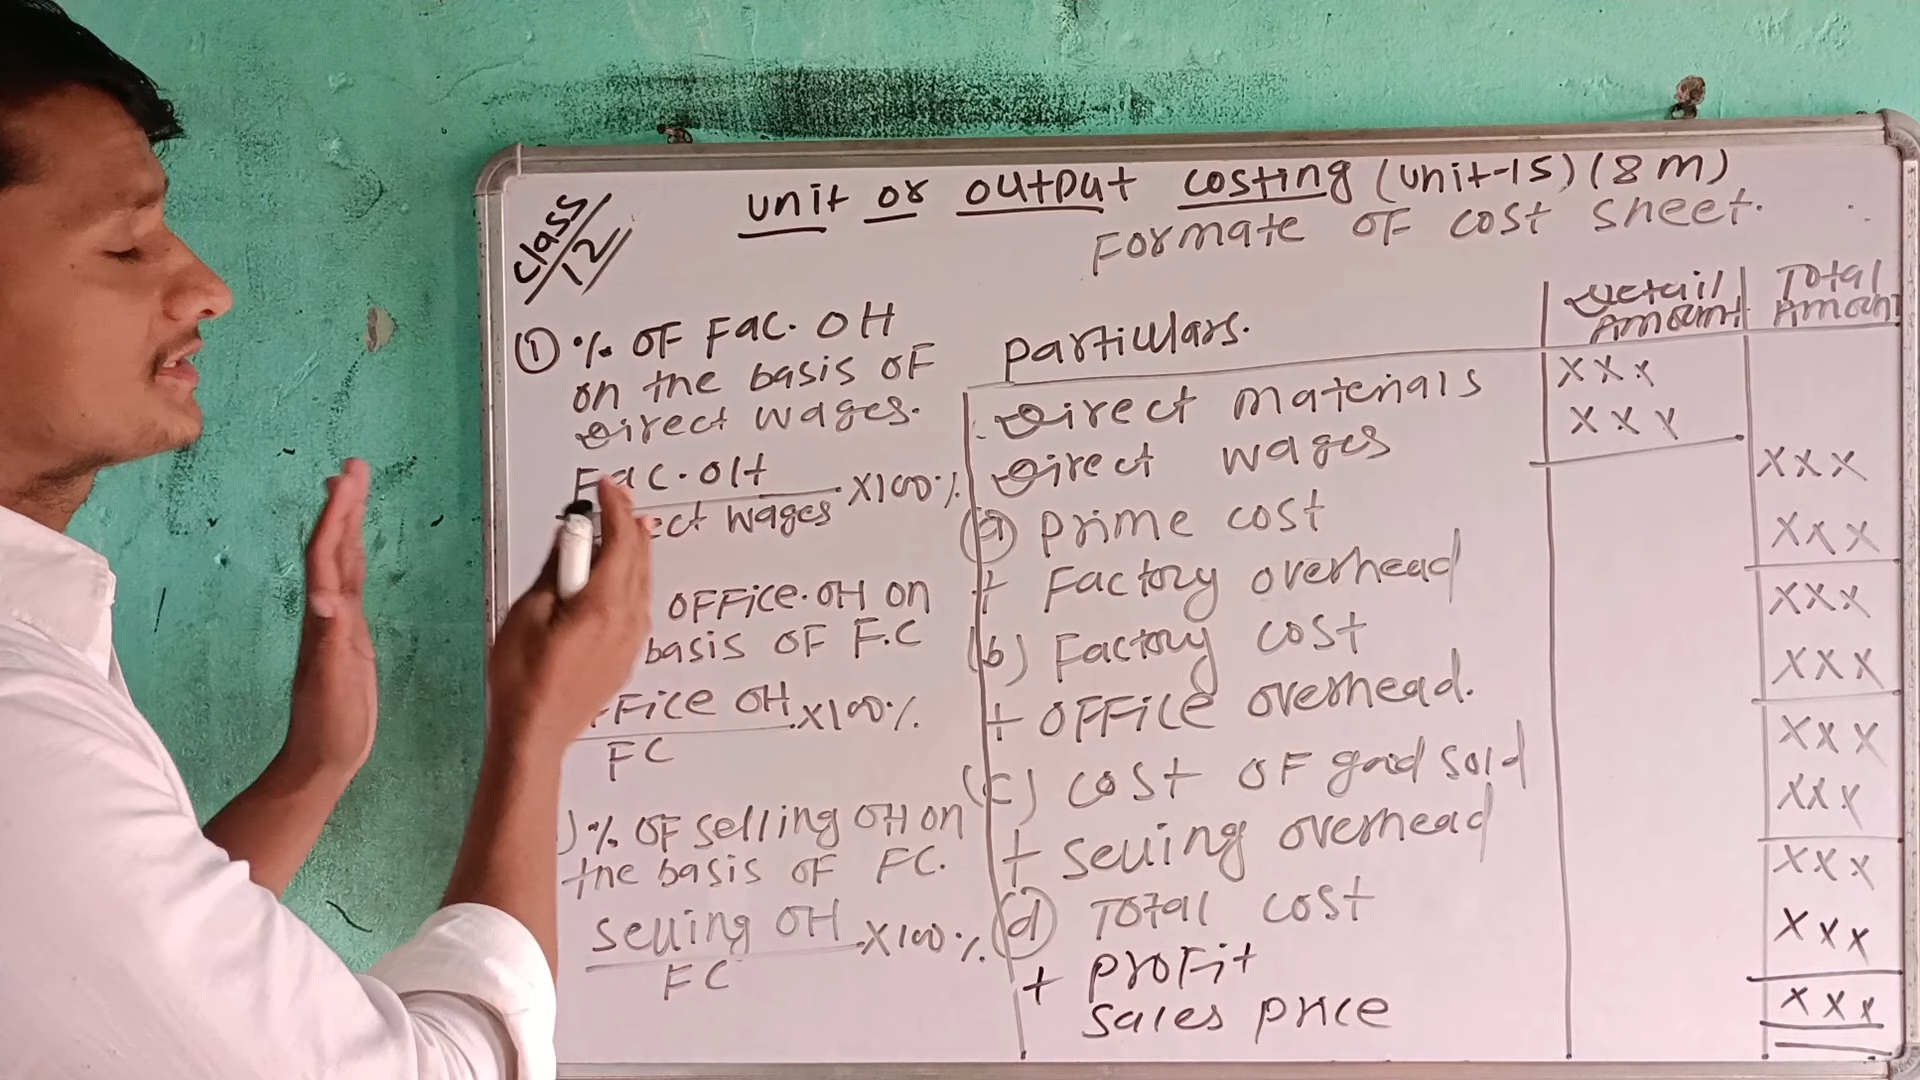 Class
12
unit or output costing (unit-15) (8 m)
Formate of cost sheet.
① % of Fac. OH
on the basis of
Direct wages.
Fac. OH
ect wages
X100%
office. OH on
basis of F.C
ffice OH X100%
FC
) % of selling OH on
the basis of FC.
selling OH X100%
FC
particulars.
Detail Amount
Total Amount
Direct materials XXX
Direct wages XXX
(a) prime cost XXX
+ Factory overhead XXX
(b) Factory cost XXX
+ office overhead. XXX
(c) cost of good sold XXX
+ selling overhead XXX
(d) Total cost XXX
+ profit XXX
sales price XXX